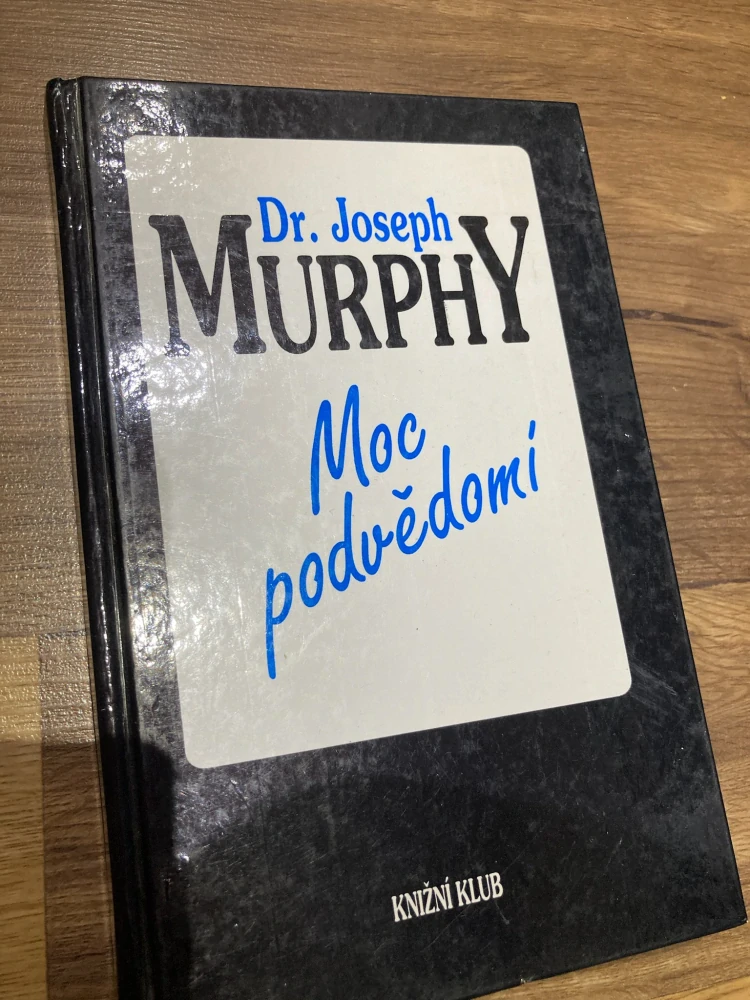 Dr. Joseph
MURPHY
Moc
podvědomí
KNIŽNÍ KLUB